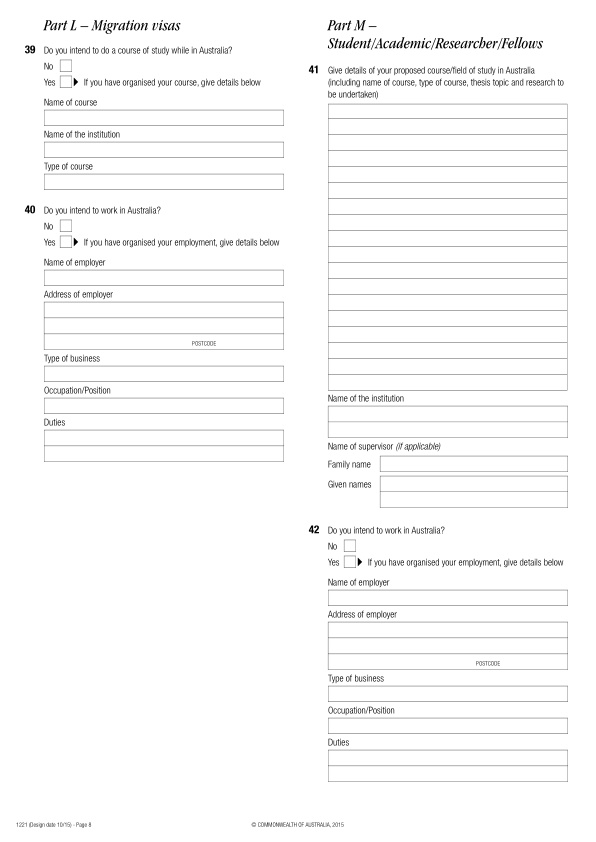 Part L – Migration visas
39 Do you intend to do a course of study while in Australia?
No
Yes If you have organised your course, give details below
Name of course
Name of the institution
Type of course
40 Do you intend to work in Australia?
No
Yes If you have organised your employment, give details below
Name of employer
Address of employer
POSTCODE
Type of business
Occupation/Position
Duties
Part M –
Student/Academic/Researcher/Fellows
41 Give details of your proposed course/field of study in Australia
(including name of course, type of course, thesis topic and research to
be undertaken)
Name of the institution
Name of supervisor (if applicable)
Family name
Given names
42 Do you intend to work in Australia?
No
Yes If you have organised your employment, give details below
Name of employer
Address of employer
POSTCODE
Type of business
Occupation/Position
Duties
1221 (Design date 10/15) - Page 8
© COMMONWEALTH OF AUSTRALIA, 2015